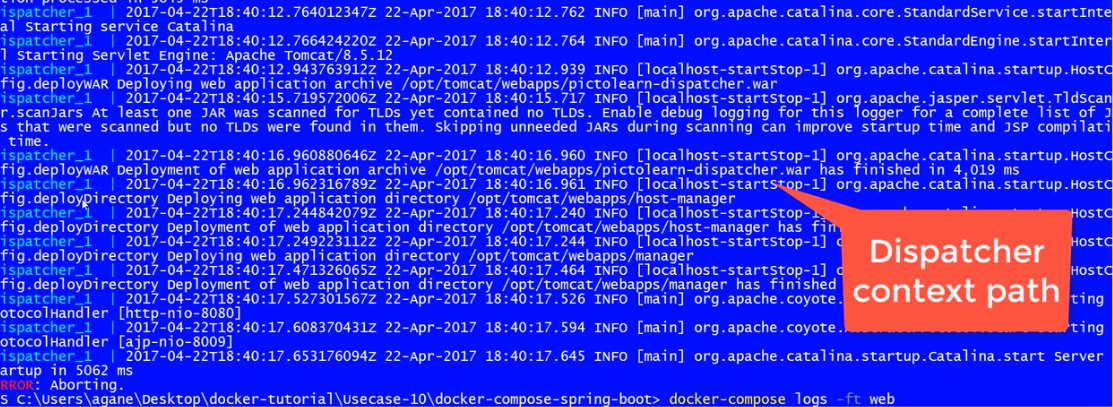 tion processed in 5049 ms
ispatcher_1 | 2017-04-22T18:40:12.764012347Z 22-Apr-2017 18:40:12.762 INFO [main] org.apache.catalina.core.StandardService.startInte
al Starting service Catalina
ispatcher_1 | 2017-04-22T18:40:12.766424220Z 22-Apr-2017 18:40:12.764 INFO [main] org.apache.catalina.core.StandardEngine.startInter
l Starting Servlet Engine: Apache Tomcat/8.5.12
ispatcher_1 | 2017-04-22T18:40:12.943763912Z 22-Apr-2017 18:40:12.939 INFO [localhost-startStop-1] org.apache.catalina.startup.HostC
fig.deployWAR Deploying web application archive /opt/tomcat/webapps/pictolearn-dispatcher.war
ispatcher_1 | 2017-04-22T18:40:15.719572006Z 22-Apr-2017 18:40:15.717 INFO [localhost-startStop-1] org.apache.jasper.servlet.TldScan
r.scanJars At least one JAR was scanned for TLDs yet contained no TLDs. Enable debug logging for this logger for a complete list of J
s that were scanned but no TLDs were found in them. Skipping unneeded JARs during scanning can improve startup time and JSP compilati
time.
ispatcher_1 | 2017-04-22T18:40:16.960880646Z 22-Apr-2017 18:40:16.960 INFO [localhost-startStop-1] org.apache.catalina.startup.HostC
fig.deployWAR Deployment of web application archive /opt/tomcat/webapps/pictolearn-dispatcher.war has finished in 4,019 ms
ispatcher_1 | 2017-04-22T18:40:16.962316789Z 22-Apr-2017 18:40:16.961 INFO [localhost-startStop-1] org.apache.catalina.startup.HostC
fig.deployDirectory Deploying web application directory /opt/tomcat/webapps/host-manager
ispatcher_1 | 2017-04-22T18:40:17.244842079Z 22-Apr-2017 18:40:17.240 INFO [localhost-startStop-1] HostC
fig.deployDirectory Deployment of web application directory /opt/tomcat/webapps/host-manager has fin
ispatcher_1 | 2017-04-22T18:40:17.249223112Z 22-Apr-2017 18:40:17.244 INFO [localhost-startStop-1] HostC
fig.deployDirectory Deploying web application directory /opt/tomcat/webapps/manager
ispatcher_1 | 2017-04-22T18:40:17.471326065Z 22-Apr-2017 18:40:17.464 INFO [localhost-startStop-1] HostC
fig.deployDirectory Deployment of web application directory /opt/tomcat/webapps/manager has finished
ispatcher_1 | 2017-04-22T18:40:17.527301567Z 22-Apr-2017 18:40:17.526 INFO [main] org.apache.coyote. rting
otocolHandler [http-nio-8080]
ispatcher_1 | 2017-04-22T18:40:17.608370431Z 22-Apr-2017 18:40:17.594 INFO [main] org.apache.coyote. Starting
otocolHandler [ajp-nio-8009]
ispatcher_1 | 2017-04-22T18:40:17.653176094Z 22-Apr-2017 18:40:17.645 INFO [main] org.apache.catalina.startup.Catalina.start Server
artup in 5062 ms
RROR: Aborting.
S C:\Users\agane\Desktop\docker-tutorial\Usecase-10\docker-compose-spring-boot> docker-compose logs -ft web
Dispatcher
context path